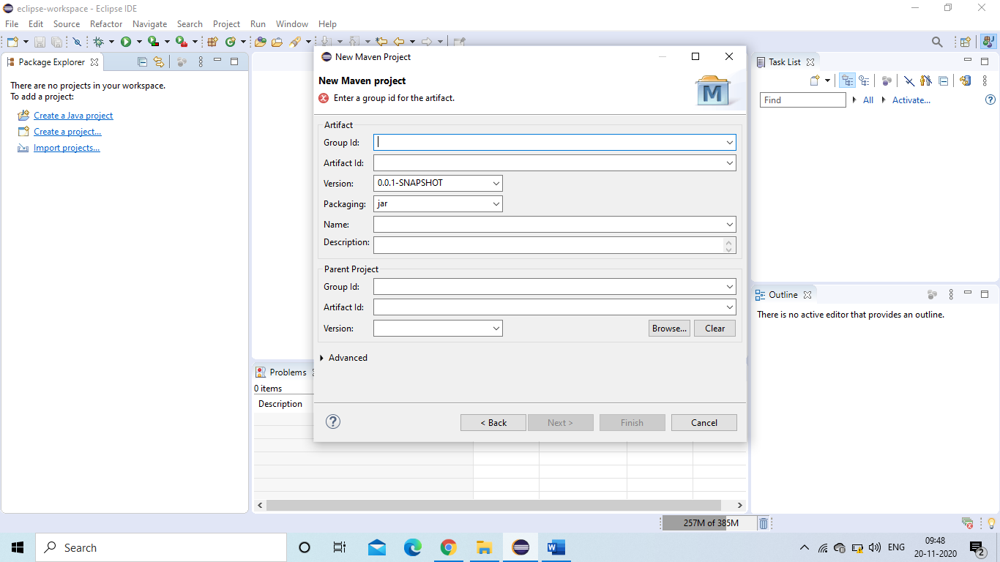 eclipse-workspace - Eclipse IDE
File Edit Source Refactor Navigate Search Project Run Window Help
Package Explorer
There are no projects in your workspace.
To add a project:
Create a Java project
Create a project...
Import projects...
New Maven Project
New Maven project
Enter a group id for the artifact.
M
Artifact
Group Id:
Artifact Id:
Version: 0.0.1-SNAPSHOT
Packaging: jar
Name:
Description:
Parent Project
Group Id:
Artifact Id:
Version: Browse... Clear
Advanced
? < Back Next > Finish Cancel
Problems
0 items
Description
Task List
Find All Activate... ?
Outline
There is no active editor that provides an outline.
257M of 385M
Search
W
ENG
09:48
20-11-2020
2